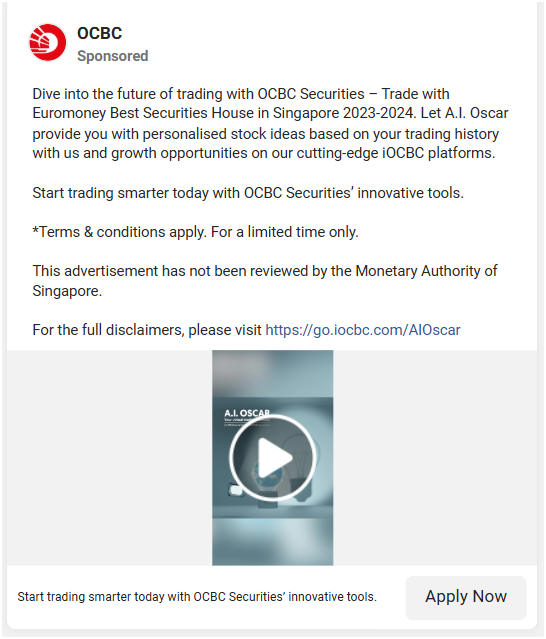 OCBC
Sponsored
Dive into the future of trading with OCBC Securities – Trade with
Euromoney Best Securities House in Singapore 2023-2024. Let A.I. Oscar
provide you with personalised stock ideas based on your trading history
with us and growth opportunities on our cutting-edge iOCBC platforms.
Start trading smarter today with OCBC Securities’ innovative tools.
*Terms & conditions apply. For a limited time only.
This advertisement has not been reviewed by the Monetary Authority of
Singapore.
For the full disclaimers, please visit https://go.iocbc.com/AIOscar
A.I. OSCAR
Start trading smarter today with OCBC Securities’ innovative tools.
Apply Now